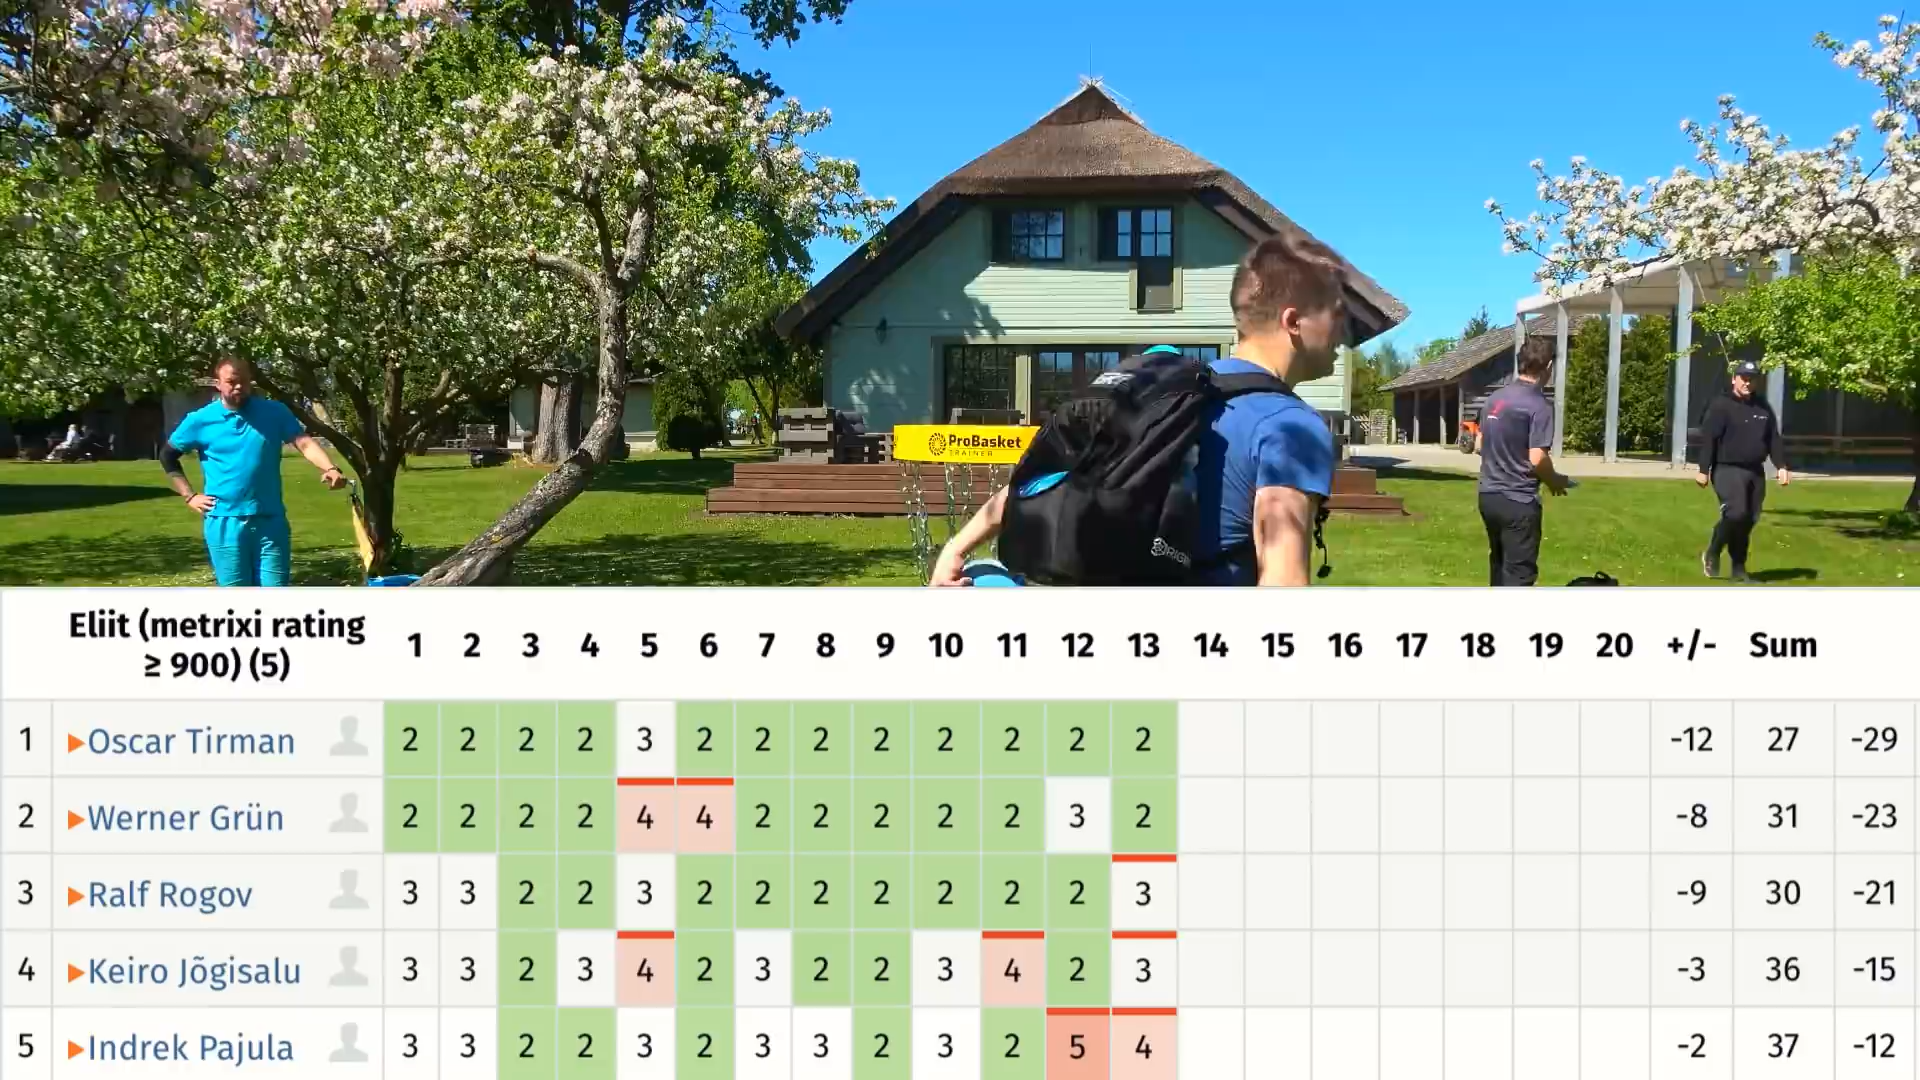 ProBasket
TRAINER
Eliit (metrixi rating ≥ 900) (5) 1 2 3 4 5 6 7 8 9 10 11 12 13 14 15 16 17 18 19 20 +/- Sum
1 Oscar Tirman 2 2 2 2 3 2 2 2 2 2 2 2 2 -12 27 -29
2 Werner Grün 2 2 2 2 4 4 2 2 2 2 2 3 2 -8 31 -23
3 Ralf Rogov 3 3 2 2 3 2 2 2 2 2 2 2 3 -9 30 -21
4 Keiro Jõgisalu 3 3 2 3 4 2 3 2 2 3 4 2 3 -3 36 -15
5 Indrek Pajula 3 3 2 2 3 2 3 3 2 3 2 5 4 -2 37 -12